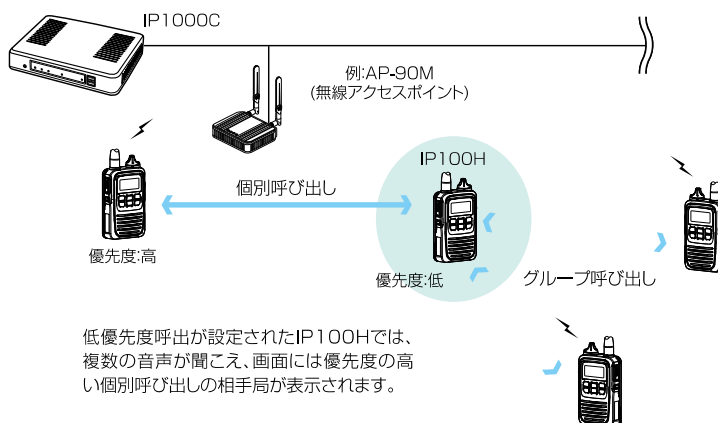 IP1000C
例:AP-90M
(無線アクセスポイント)
IP100H
個別呼び出し
優先度:高
優先度:低
グループ呼び出し
低優先度呼出が設定されたIP100Hでは、
複数の音声が聞こえ、画面には優先度の高
い個別呼び出しの相手局が表示されます。